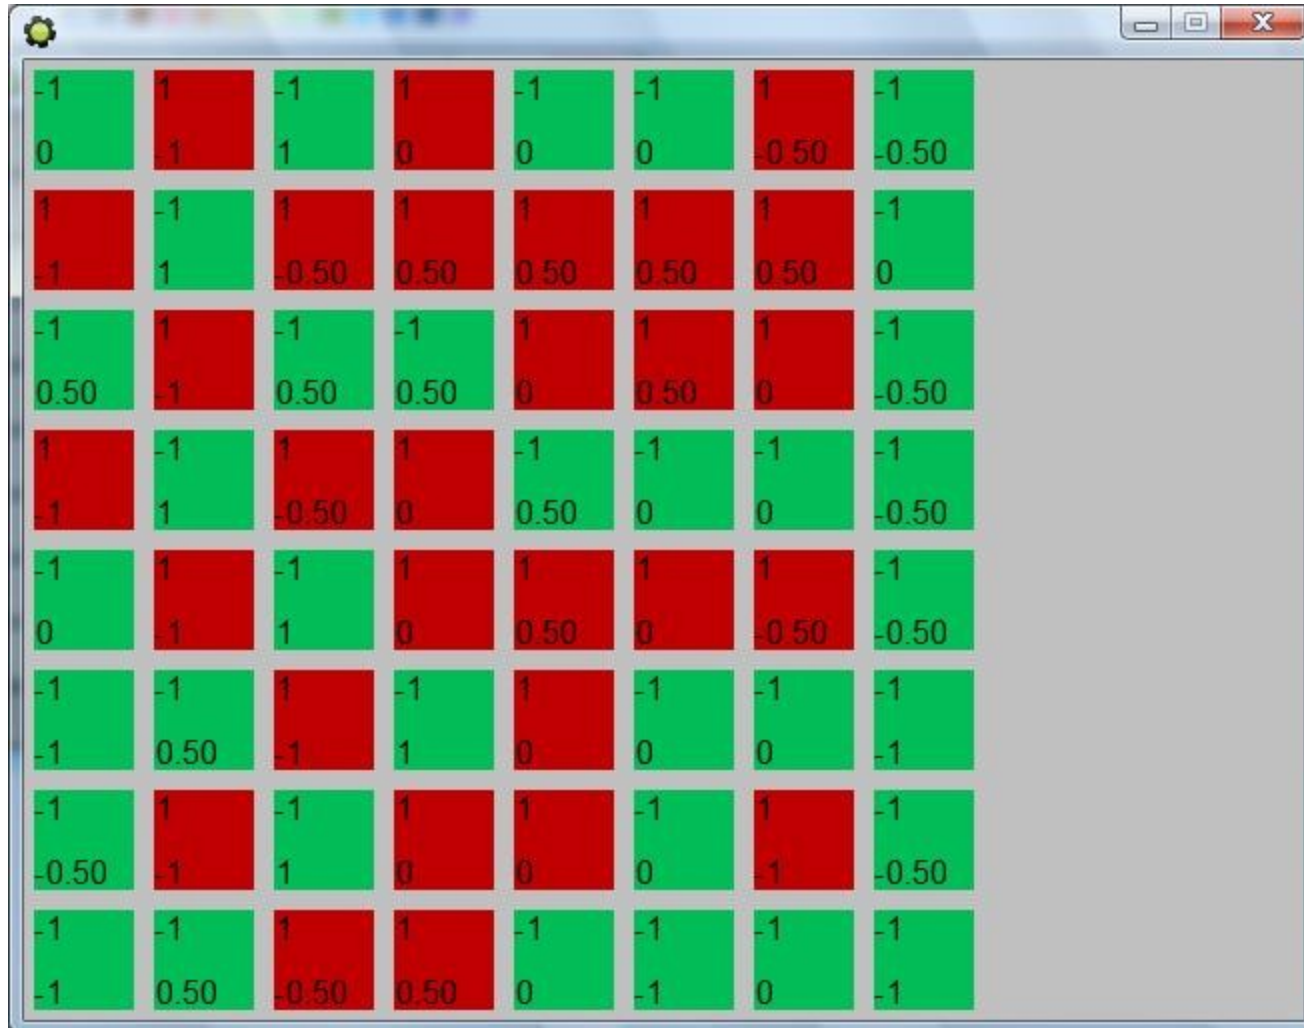 -1 1 -1 1 -1 -1 1 -1
0 -1 1 0 0 0 -0.50 -0.50
1 -1 1 1 1 1 1 -1
-1 1 -0.50 0.50 0.50 0.50 0.50 0
-1 1 -1 -1 1 1 1 -1
0.50 -1 0.50 0.50 0 0.50 0 -0.50
1 -1 1 1 -1 -1 -1 -1
-1 1 -0.50 0 0.50 0 0 -0.50
-1 1 -1 1 1 1 1 -1
0 -1 1 0 0.50 0 -0.50 -0.50
-1 -1 1 -1 1 -1 -1 -1
-1 0.50 -1 1 0 0 0 -1
-1 1 -1 1 1 -1 1 -1
-0.50 -1 1 0 0 0 -1 -0.50
-1 -1 1 1 -1 -1 -1 -1
-1 0.50 -0.50 0.50 0 -1 0 -1